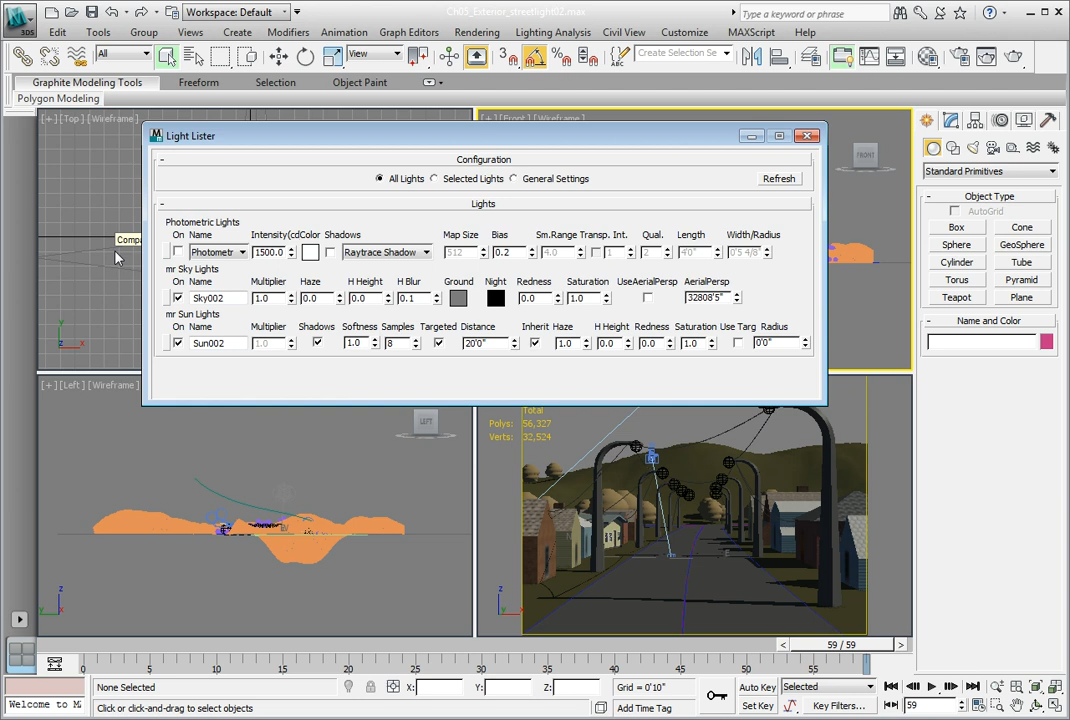 Workspace: Default
Ch05_Exterior_streetlight02.max
Type a keyword or phrase
3DS
Edit Tools Group Views Create Modifiers Animation Graph Editors Rendering Lighting Analysis Civil View Customize MAXScript Help
All View 3 Create Selection Se
Graphite Modeling Tools Freeform Selection Object Paint
Polygon Modeling
[+] [Top] [Wireframe]
[+] [Front] [Wireframe]
FRONT
Light Lister
Configuration
All Lights Selected Lights General Settings Refresh
Lights
Photometric Lights
On Name Intensity(cd Color Shadows Map Size Bias Sm.Range Transp. Int. Qual. Length Width/Radius
Photometr 1500.0 Raytrace Shadow 512 0.2 4.0 1 2 4'0" 0'5 4/8"
mr Sky Lights
On Name Multiplier Haze H Height H Blur Ground Night Redness Saturation UseAerialPersp AerialPersp
Sky002 1.0 0.0 0.0 0.1 0.0 1.0 32808'5"
mr Sun Lights
On Name Multiplier Shadows Softness Samples Targeted Distance Inherit Haze H Height Redness Saturation Use Targ Radius
Sun002 1.0 1.0 8 20'0" 1.0 0.0 0.0 1.0 0'0"
Compa
Standard Primitives
Object Type
AutoGrid
Box Cone
Sphere GeoSphere
Cylinder Tube
Torus Pyramid
Teapot Plane
Name and Color
[+] [Left] [Wireframe]
LEFT
Total
Polys: 56,327
Verts: 32,524
59 / 59
0 5 10 15 20 25 30 35 40 45 50 55
None Selected X: Y: Z: Grid = 0'10" Auto Key Selected
Welcome to MA Click or click-and-drag to select objects Add Time Tag Set Key Key Filters... 59